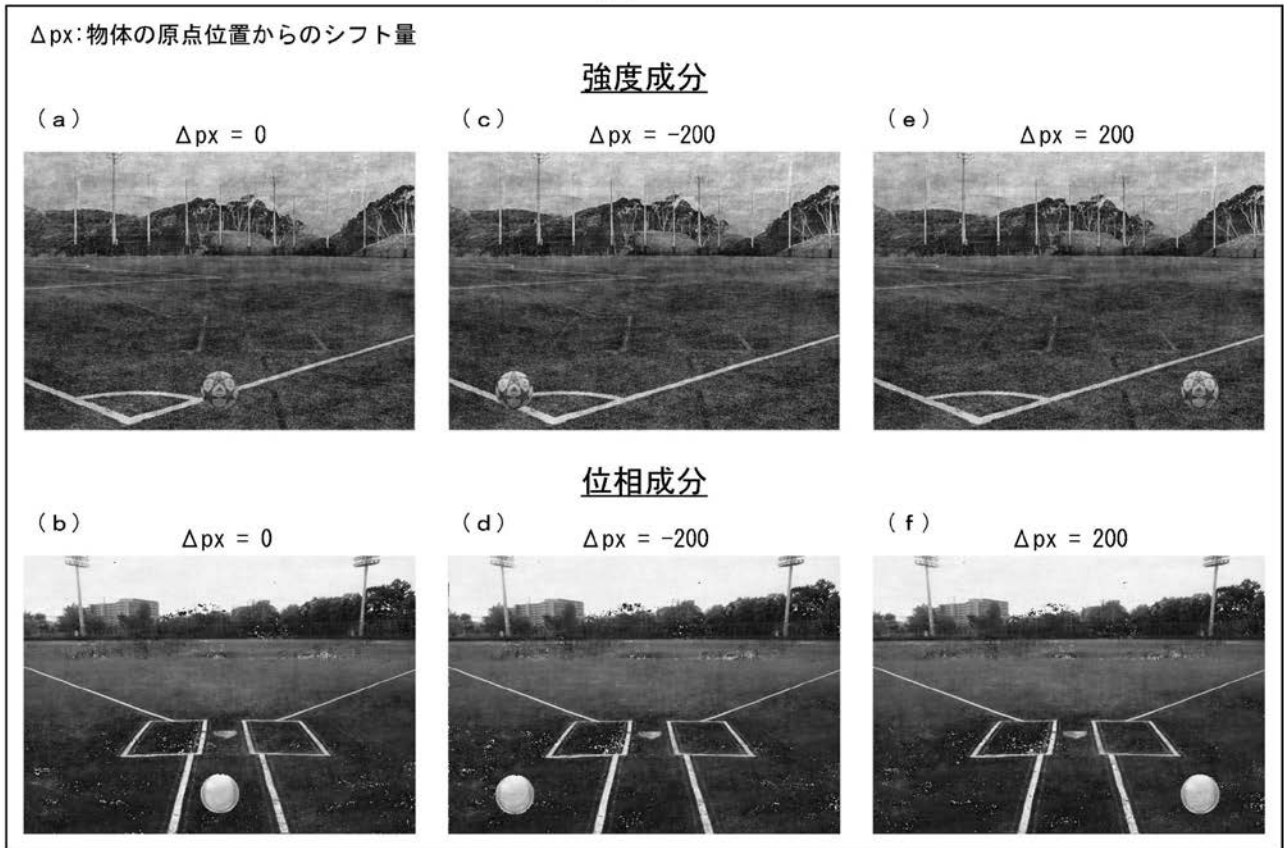 Δpx:物体の原点位置からのシフト量
強度成分
(a) (c) (e)
Δpx = 0 Δpx = -200 Δpx = 200
位相成分
(b) (d) (f)
Δpx = 0 Δpx = -200 Δpx = 200